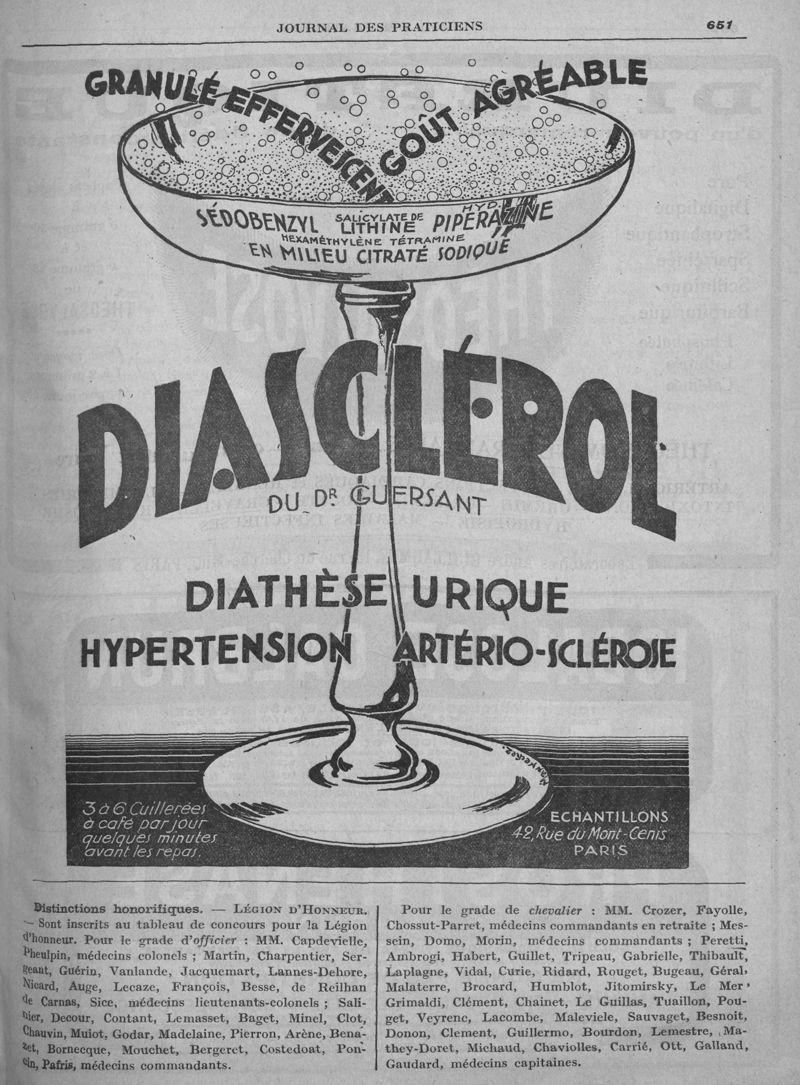 JOURNAL DES PRATICIENS 651
GRANULÉ EFFERVESCENT
GOÛT AGRÉABLE
SÉDOBENZYL SALICYLATE DE LITHINE HYD. PIPÉRAZINE
HEXAMÉTHYLÈNE TÉTRAMINE
EN MILIEU CITRATÉ SODIQUE
DIASCLÉROL
DU DR GUERSANT
DIATHÈSE URIQUE
HYPERTENSION ARTÉRIO-SCLÉROSE
3 à 6 Cuillerées
à café par jour
quelques minutes
avant les repas.
ECHANTILLONS
42, Rue du Mont-Cenis
PARIS
Distinctions honorifiques. — LÉGION D'HONNEUR.
— Sont inscrits au tableau de concours pour la Légion
d'honneur. Pour le grade d'officier : MM. Capdevielle,
Pheulpin, médecins colonels ; Martin, Charpentier, Ser-
geant, Guérin, Vanlande, Jacquemart, Lannes-Dehore,
Nicard, Auge, Lecaze, François, Besse, de Reilhan
de Carnas, Sice, médecins lieutenants-colonels ; Sali-
nier, Decour, Contant, Lemasset, Baget, Minel, Clot,
Chauvin, Muiot, Godar, Madelaine, Pierron, Arène, Bena-
zet, Bornecque, Mouchet, Bergeret, Costedoat, Pon-
sin, Pafris, médecins commandants.
Pour le grade de chevalier : MM. Crozer, Fayolle,
Chossut-Parret, médecins commandants en retraite ; Mes-
sein, Domo, Morin, médecins commandants ; Peretti,
Ambrogi, Habert, Guillet, Tripeau, Gabrielle, Thibault,
Laplagne, Vidal, Curie, Ridard, Rouget, Bugeau, Géral,
Malaterre, Brocard, Humblot, Jitomirsky, Le Mer,
Grimaldi, Clément, Chainet, Le Guillas, Tuaillon, Pou-
get, Veyrenc, Lacombe, Maleviele, Sauvaget, Besnoit,
Donon, Clement, Guillermo, Bourdon, Lemestre, Ma-
they-Doret, Michaud, Chaviolles, Carrié, Ott, Galland,
Gaudard, médecins capitaines.